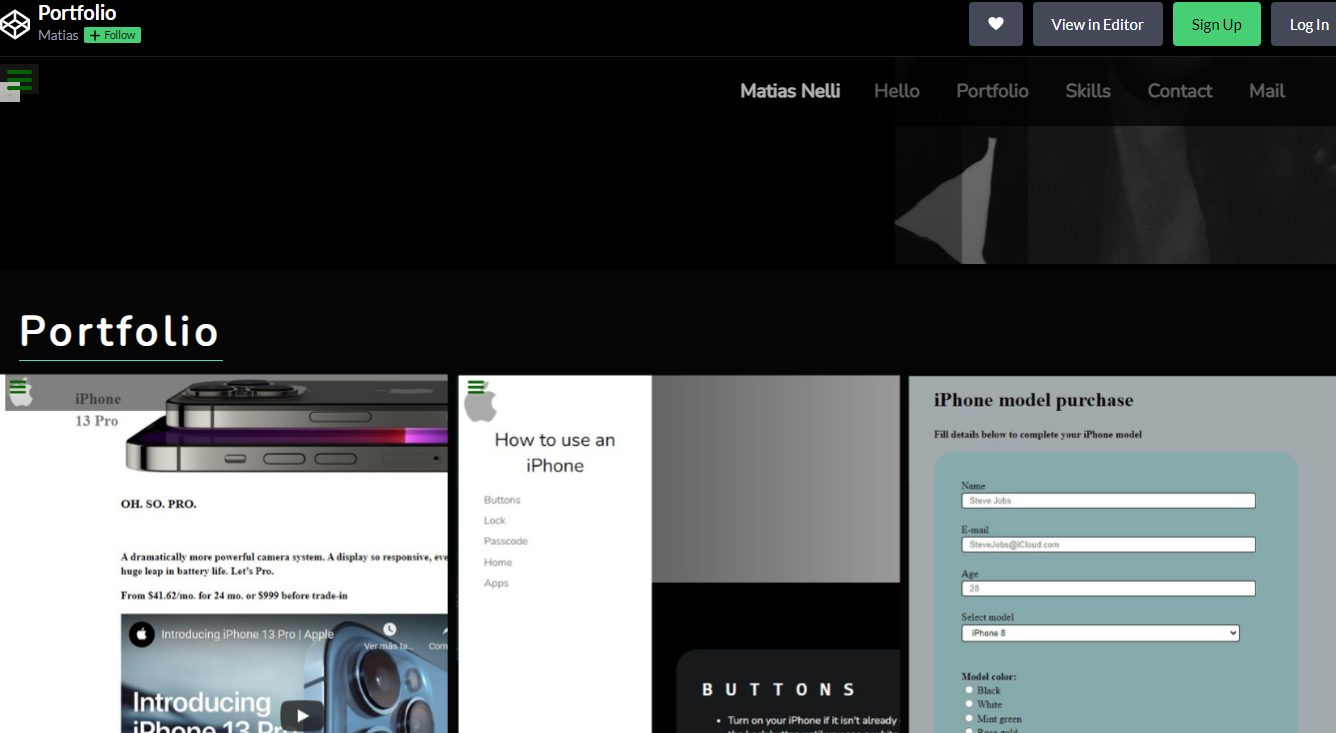 Portfolio
Matias + Follow
View in Editor
Sign Up
Log In
Matias Nelli Hello Portfolio Skills Contact Mail
Portfolio
iPhone
13 Pro
OH. SO. PRO.
A dramatically more powerful camera system. A display so responsive, eve
huge leap in battery life. Let's Pro.
From $41.62/mo. for 24 mo. or $999 before trade-in
Introducing iPhone 13 Pro | Apple
Ver más ta...
Com
Introducing
iPhone 13 Pro
How to use an
iPhone
Buttons
Lock
Passcode
Home
Apps
BUTTONS
Turn on your iPhone if it isn't already
iPhone model purchase
Fill details below to complete your iPhone model
Name
Steve Jobs
E-mail
SteveJobs@iCloud.com
Age
28
Select model
iPhone 8
Model color:
Black
White
Mint green
Rose gold